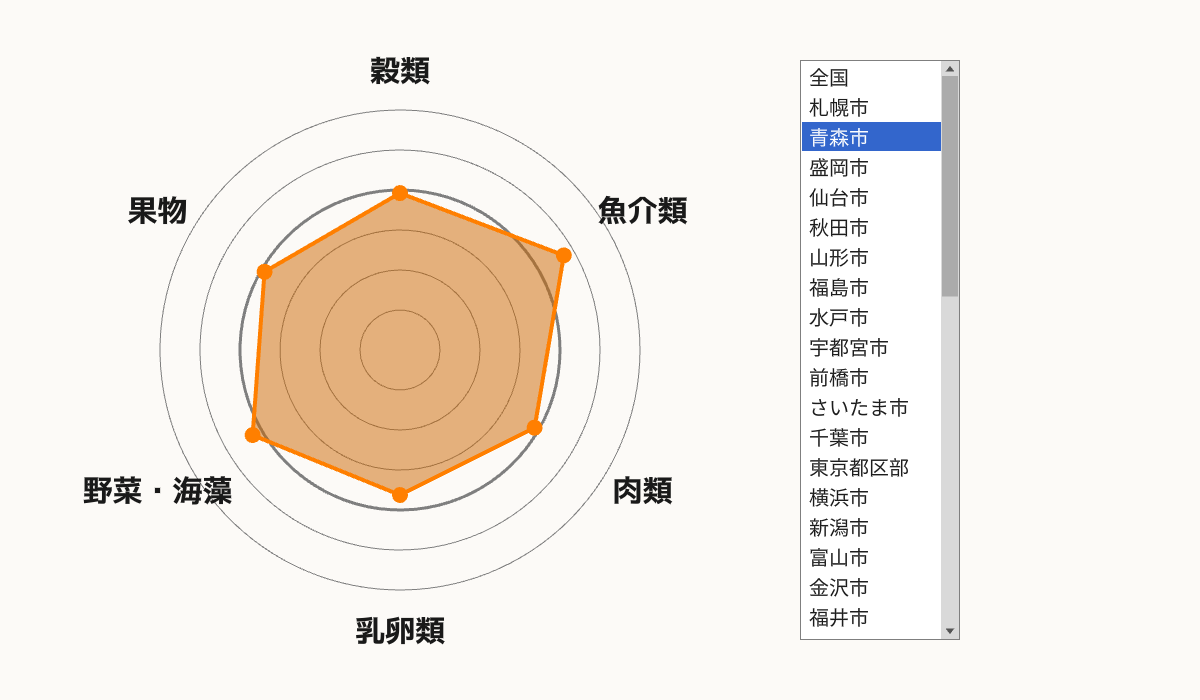 穀類
魚介類
肉類
乳卵類
野菜・海藻
果物
全国
札幌市
青森市
盛岡市
仙台市
秋田市
山形市
福島市
水戸市
宇都宮市
前橋市
さいたま市
千葉市
東京都区部
横浜市
新潟市
富山市
金沢市
福井市